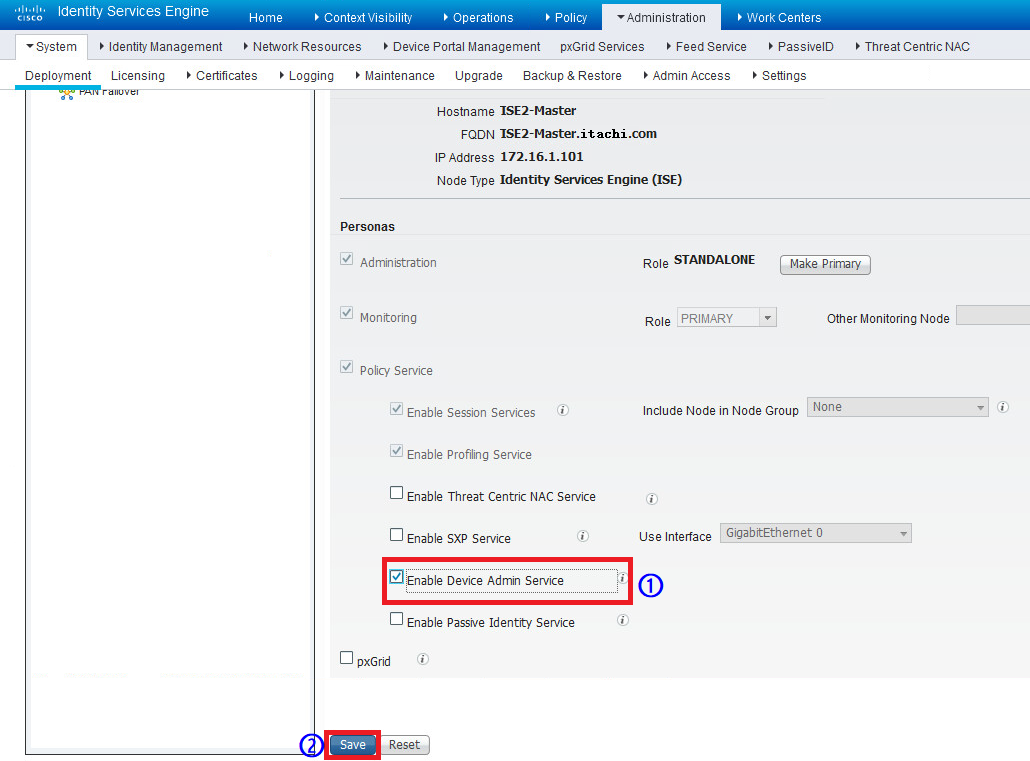 CISCO Identity Services Engine Home Context Visibility Operations Policy Administration Work Centers
System Identity Management Network Resources Device Portal Management pxGrid Services Feed Service PassiveID Threat Centric NAC
Deployment Licensing Certificates Logging Maintenance Upgrade Backup & Restore Admin Access Settings
PAN Failover
Hostname ISE2-Master
FQDN ISE2-Master.itachi.com
IP Address 172.16.1.101
Node Type Identity Services Engine (ISE)
Personas
Administration Role STANDALONE Make Primary
Monitoring Role PRIMARY Other Monitoring Node
Policy Service
Enable Session Services Include Node in Node Group None
Enable Profiling Service
Enable Threat Centric NAC Service
Enable SXP Service Use Interface GigabitEthernet 0
Enable Device Admin Service ①
Enable Passive Identity Service
pxGrid
② Save Reset